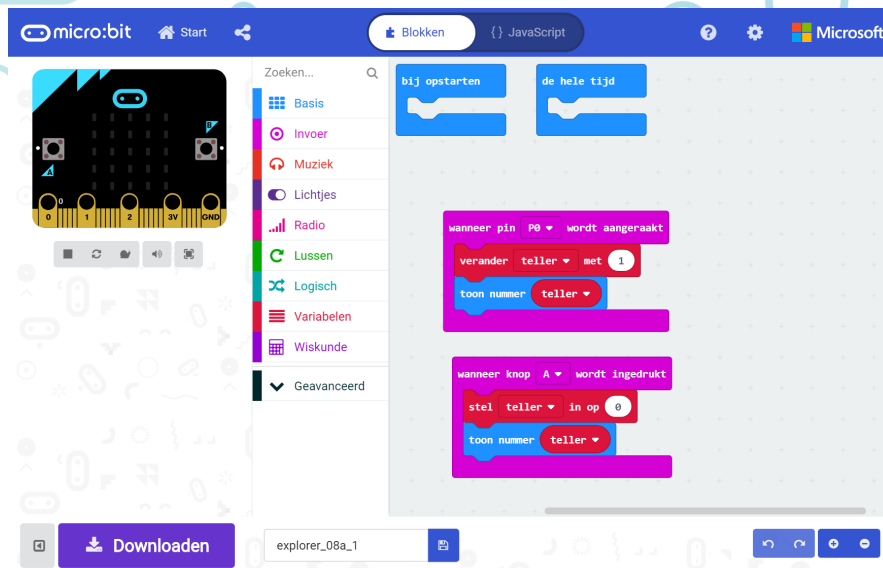 micro:bit Start Blokken {} JavaScript Microsoft
Zoeken...
Basis
Invoer
Muziek
Lichtjes
Radio
Lussen
Logisch
Variabelen
Wiskunde
Geavanceerd
B
A
0
0 1 2 3V GND
bij opstarten
de hele tijd
wanneer pin P0 wordt aangeraakt
verander teller met 1
toon nummer teller
wanneer knop A wordt ingedrukt
stel teller in op 0
toon nummer teller
Downloaden
explorer_08a_1